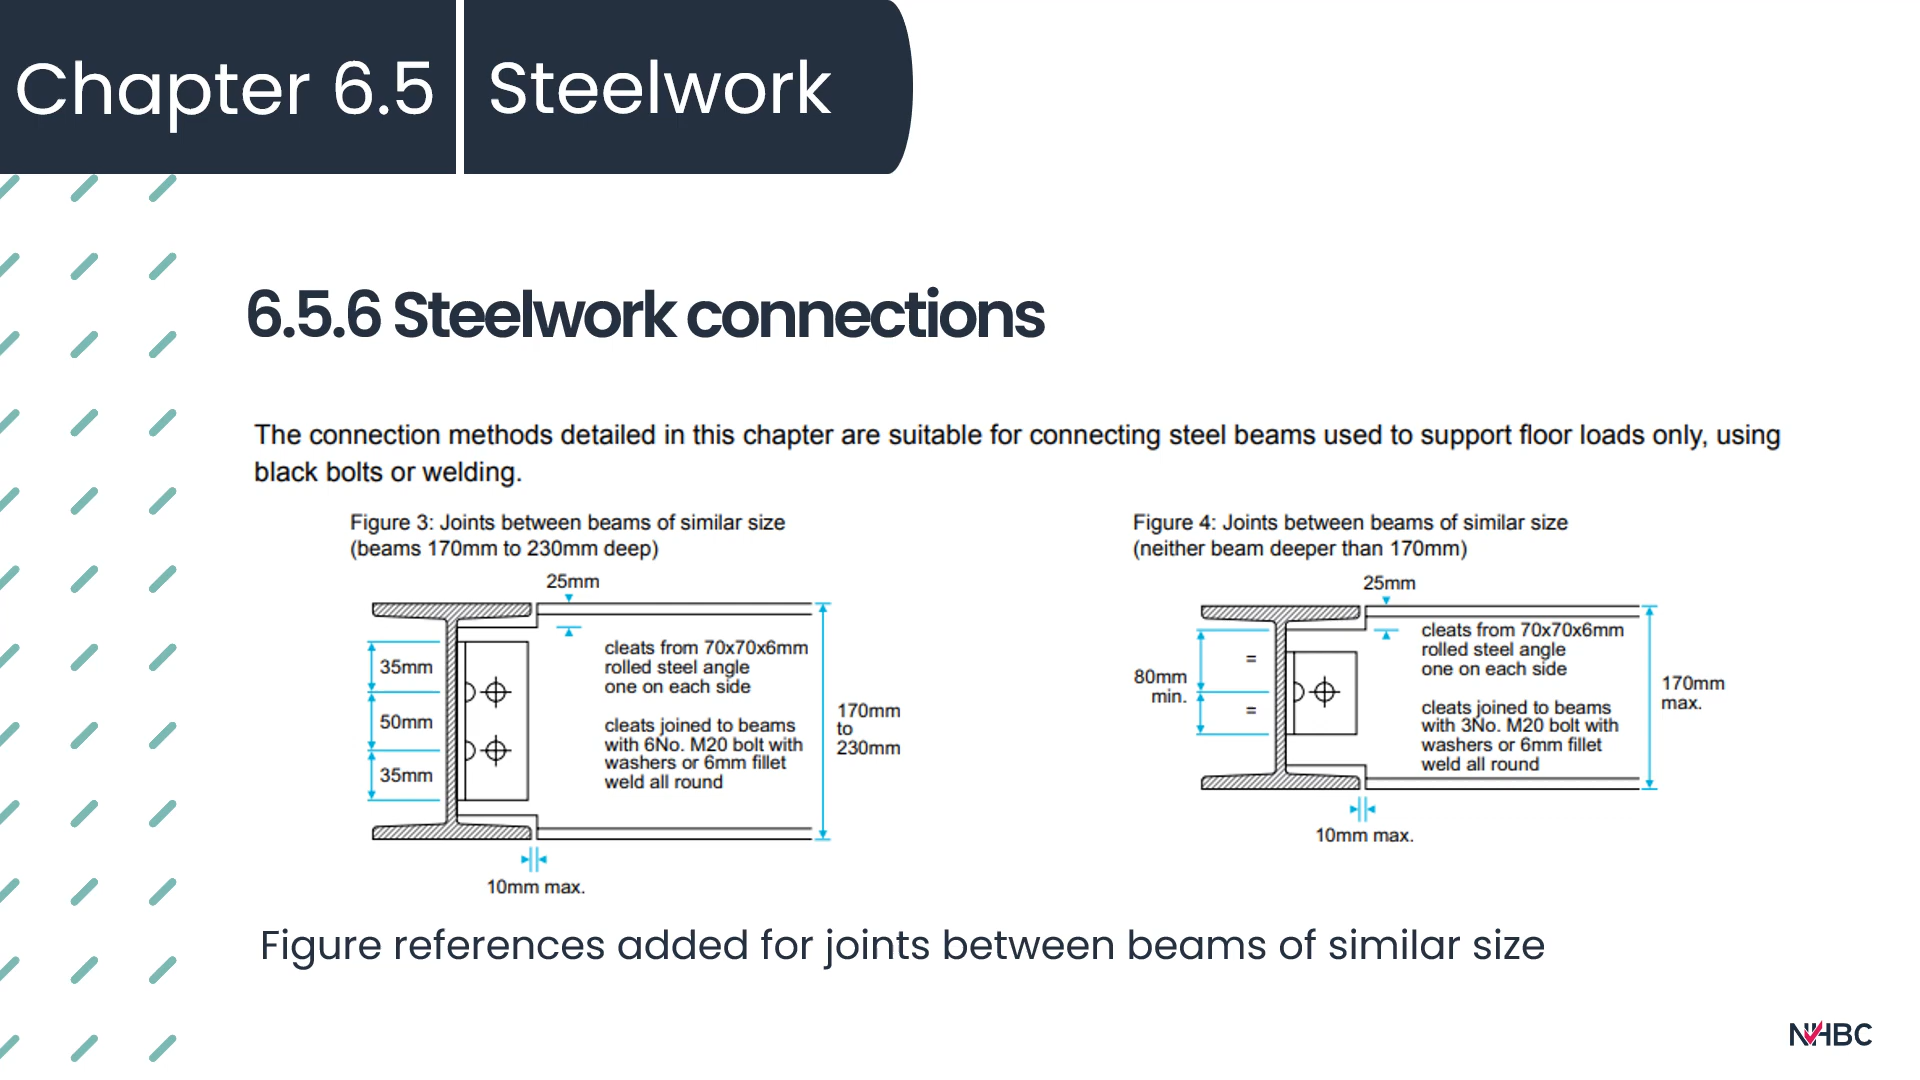 Chapter 6.5
Steelwork
6.5.6 Steelwork connections
The connection methods detailed in this chapter are suitable for connecting steel beams used to support floor loads only, using
black bolts or welding.
Figure 3: Joints between beams of similar size
(beams 170mm to 230mm deep)
25mm
35mm
50mm
35mm
cleats from 70x70x6mm
rolled steel angle
one on each side
cleats joined to beams
with 6No. M20 bolt with
washers or 6mm fillet
weld all round
170mm
to
230mm
10mm max.
Figure 4: Joints between beams of similar size
(neither beam deeper than 170mm)
25mm
80mm
min.
=
=
cleats from 70x70x6mm
rolled steel angle
one on each side
cleats joined to beams
with 3No. M20 bolt with
washers or 6mm fillet
weld all round
170mm
max.
10mm max.
Figure references added for joints between beams of similar size
NHBC